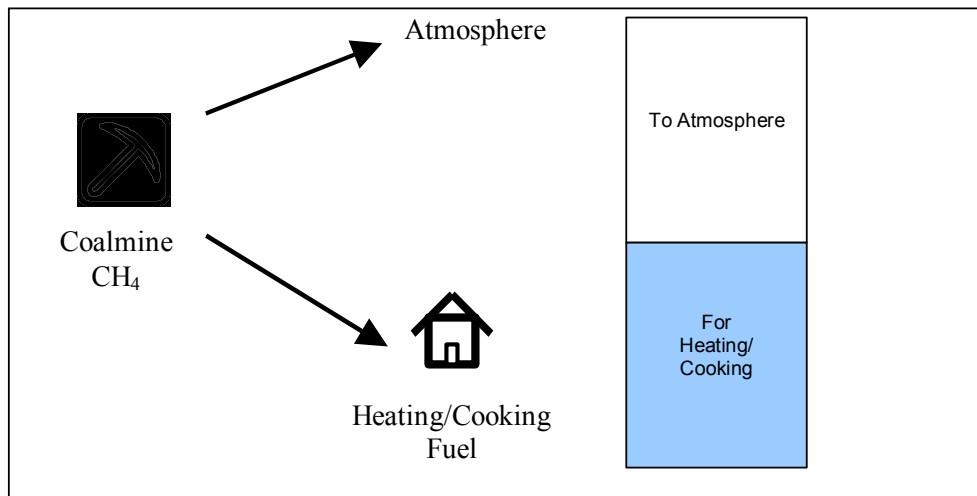 Atmosphere
To Atmosphere
Coalmine
CH₄
For
Heating/
Cooking
Heating/Cooking
Fuel